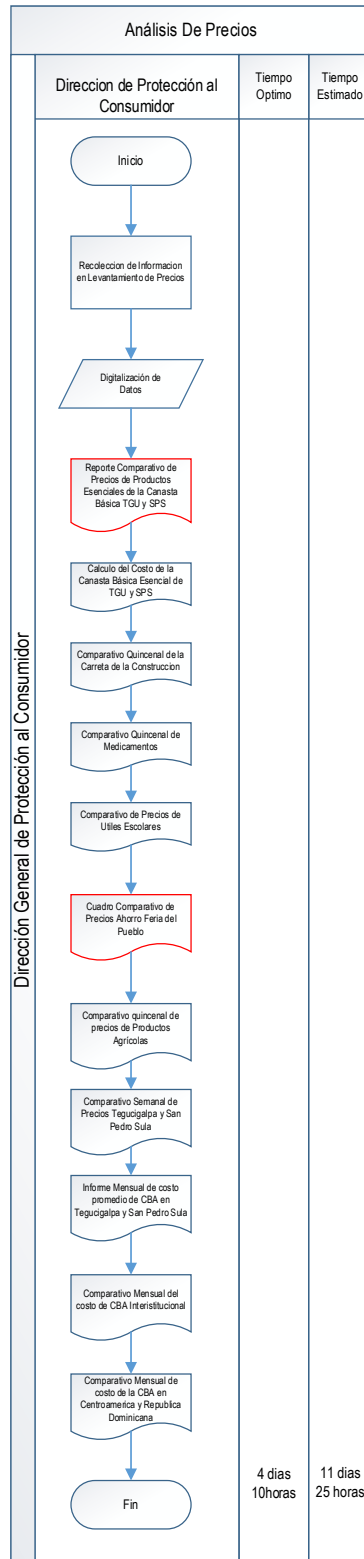 Análisis De Precios
Direccion de Protección al
Consumidor
Tiempo
Optimo
Tiempo
Estimado
Dirección General de Protección al Consumidor
Inicio
Recoleccion de Informacion
en Levantamiento de Precios
Digitalización de
Datos
Reporte Comparativo de
Precios de Productos
Esenciales de la Canasta
Básica TGU y SPS
Calculo del Costo de la
Canasta Básica Esencial de
TGU y SPS
Comparativo Quincenal de la
Carreta de la Construccion
Comparativo Quincenal de
Medicamentos
Comparativo de Precios de
Utiles Escolares
Cuadro Comparativo de
Precios Ahorro Feria del
Pueblo
Comparativo quincenal de
precios de Productos
Agrícolas
Comparativo Semanal de
Precios Tegucigalpa y San
Pedro Sula
Informe Mensual de costo
promedio de CBA en
Tegucigalpa y San Pedro Sula
Comparativo Mensual del
costo de CBA Interistitucional
Comparativo Mensual de
costo de la CBA en
Centroamerica y Republica
Dominicana
Fin
4 dias
10horas
11 dias
25 horas